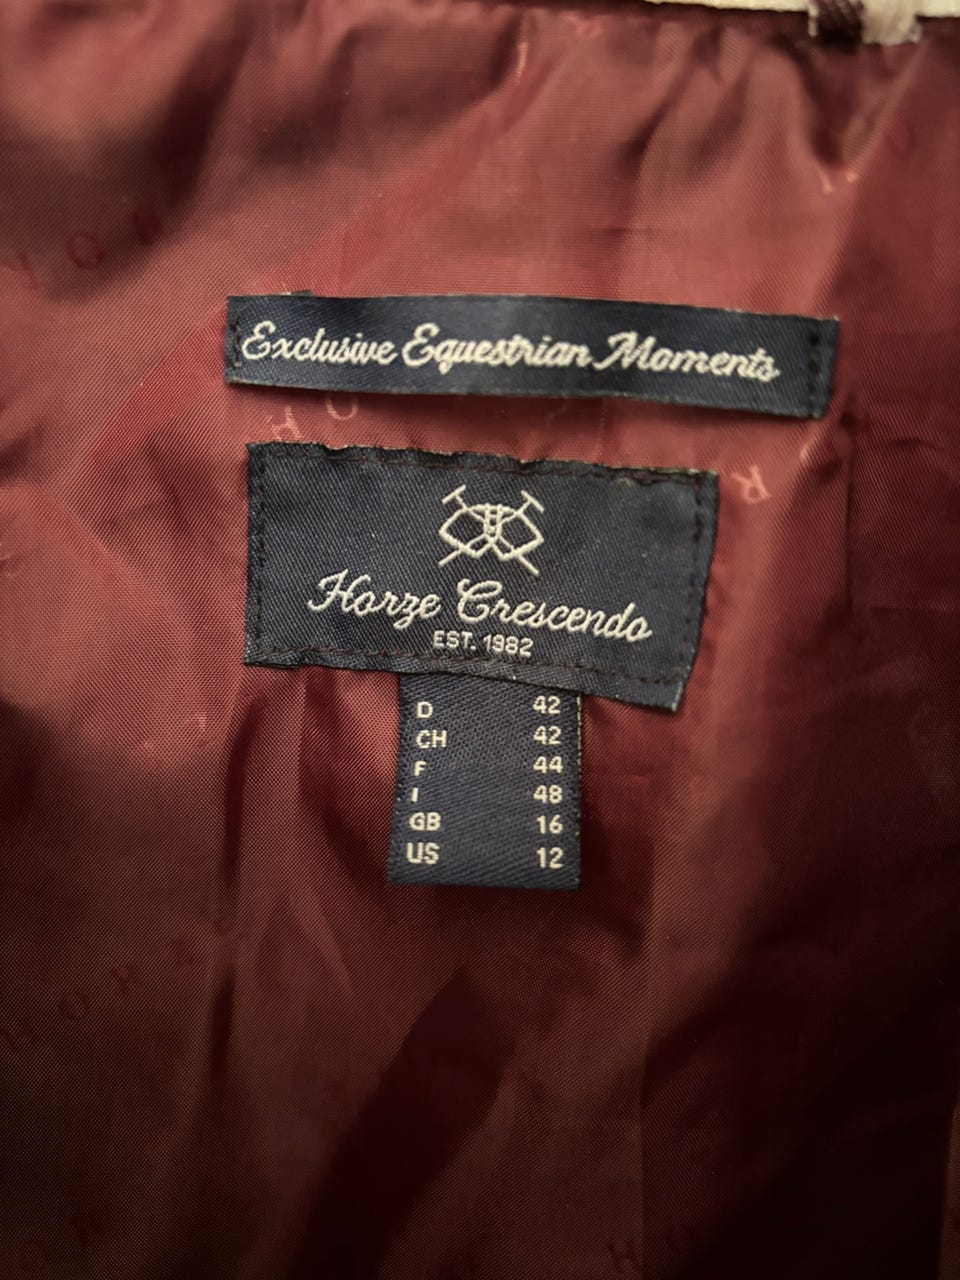 Exclusive Equestrian Moments
Horze Crescendo
EST. 1982
D 42
CH 42
F 44
I 48
GB 16
US 12